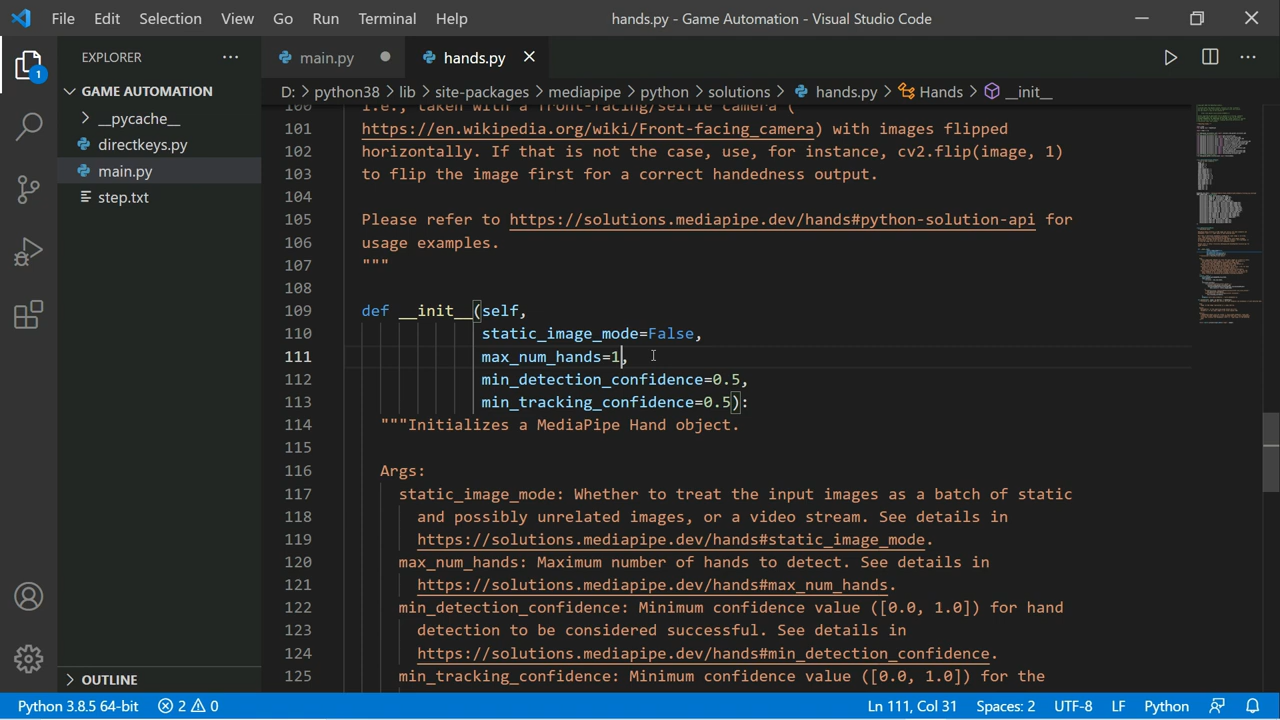 File Edit Selection View Go Run Terminal Help hands.py - Game Automation - Visual Studio Code
EXPLORER
main.py
hands.py
1
GAME AUTOMATION
D: python38 lib site-packages mediapipe python solutions hands.py Hands __init__
__pycache__
directkeys.py
main.py
step.txt
100 i.e., taken with a front-facing/selfie camera (
101 https://en.wikipedia.org/wiki/Front-facing_camera) with images flipped
102 horizontally. If that is not the case, use, for instance, cv2.flip(image, 1)
103 to flip the image first for a correct handedness output.
104
105 Please refer to https://solutions.mediapipe.dev/hands#python-solution-api for
106 usage examples.
107 """
108
109 def __init__(self,
110 static_image_mode=False,
111 max_num_hands=1,
112 min_detection_confidence=0.5,
113 min_tracking_confidence=0.5):
114 """Initializes a MediaPipe Hand object.
115
116 Args:
117 static_image_mode: Whether to treat the input images as a batch of static
118 and possibly unrelated images, or a video stream. See details in
119 https://solutions.mediapipe.dev/hands#static_image_mode.
120 max_num_hands: Maximum number of hands to detect. See details in
121 https://solutions.mediapipe.dev/hands#max_num_hands.
122 min_detection_confidence: Minimum confidence value ([0.0, 1.0]) for hand
123 detection to be considered successful. See details in
124 https://solutions.mediapipe.dev/hands#min_detection_confidence.
125 min_tracking_confidence: Minimum confidence value ([0.0, 1.0]) for the
OUTLINE
Python 3.8.5 64-bit 2 0 Ln 111, Col 31 Spaces: 2 UTF-8 LF Python